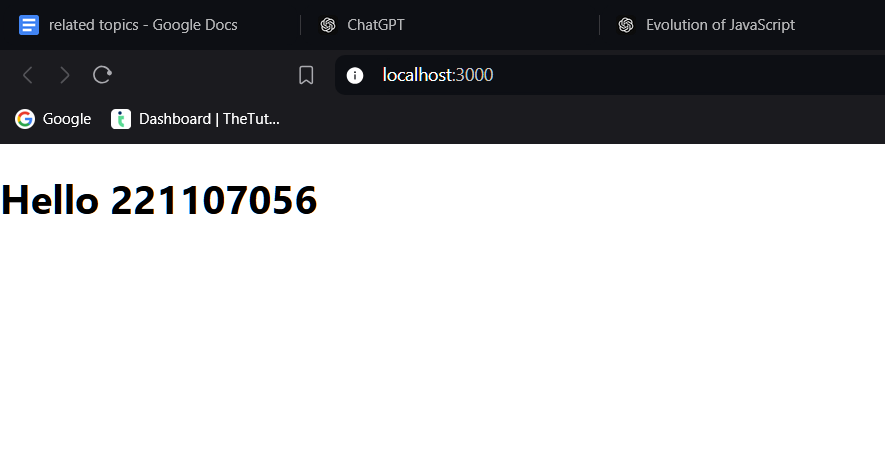 related topics - Google Docs
ChatGPT
Evolution of JavaScript
localhost:3000
Google
Dashboard | TheTut...
Hello 221107056